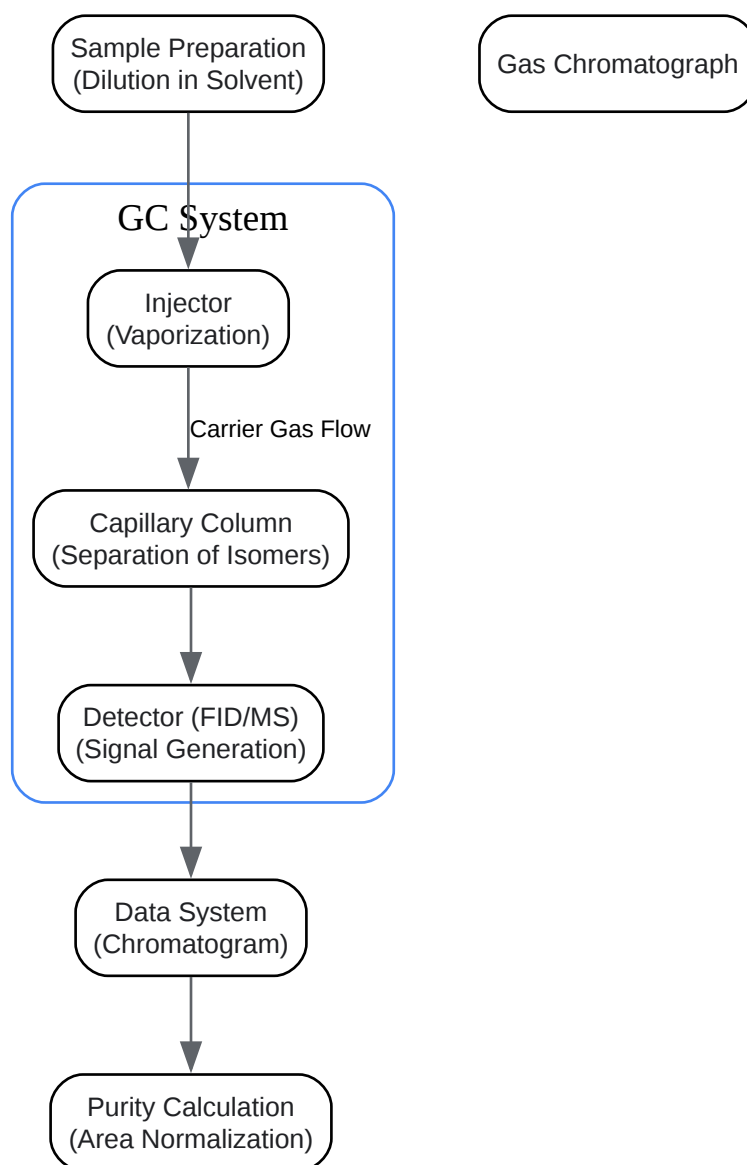 Sample Preparation
(Dilution in Solvent)
Gas Chromatograph
GC System
Injector
(Vaporization)
Carrier Gas Flow
Capillary Column
(Separation of Isomers)
Detector (FID/MS)
(Signal Generation)
Data System
(Chromatogram)
Purity Calculation
(Area Normalization)